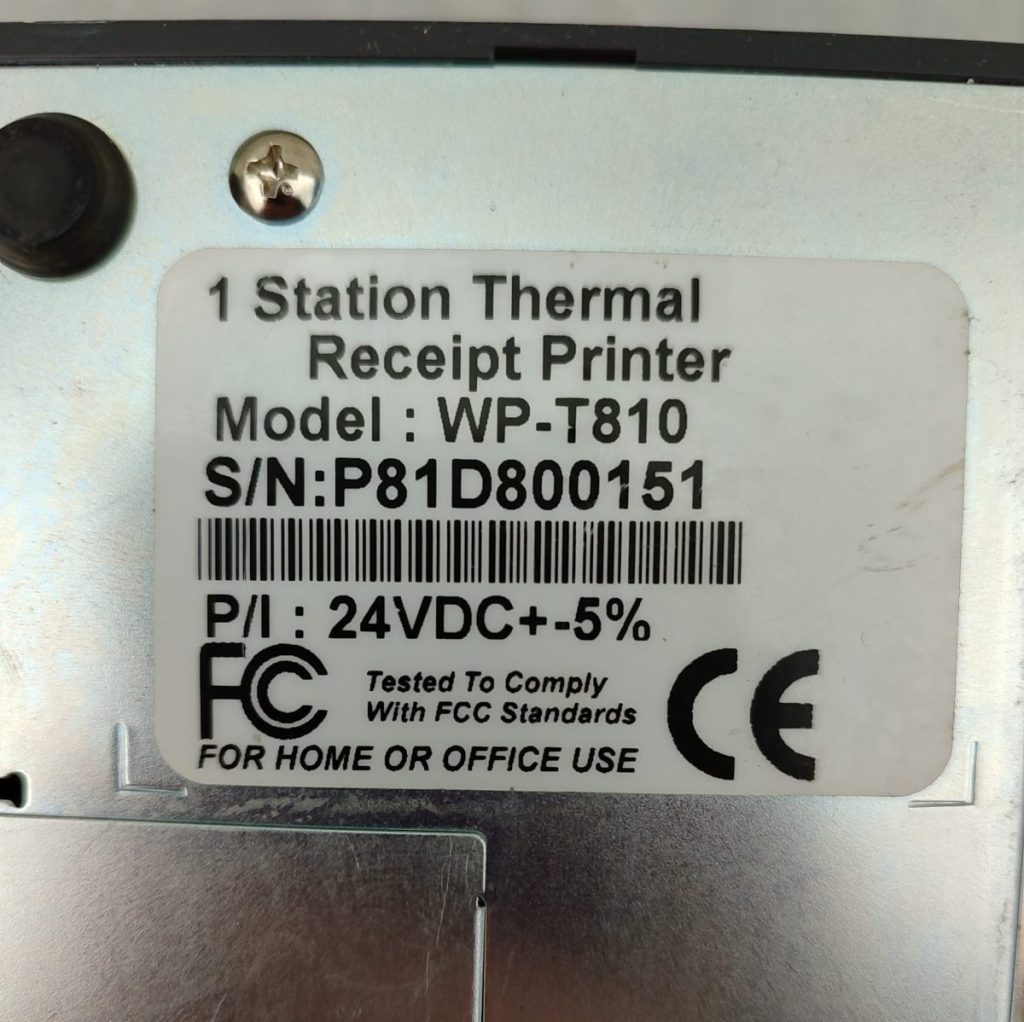 1 Station Thermal
Receipt Printer
Model : WP-T810
S/N:P81D800151
P/I : 24VDC+-5%
FC Tested To Comply
With FCC Standards CE
FOR HOME OR OFFICE USE